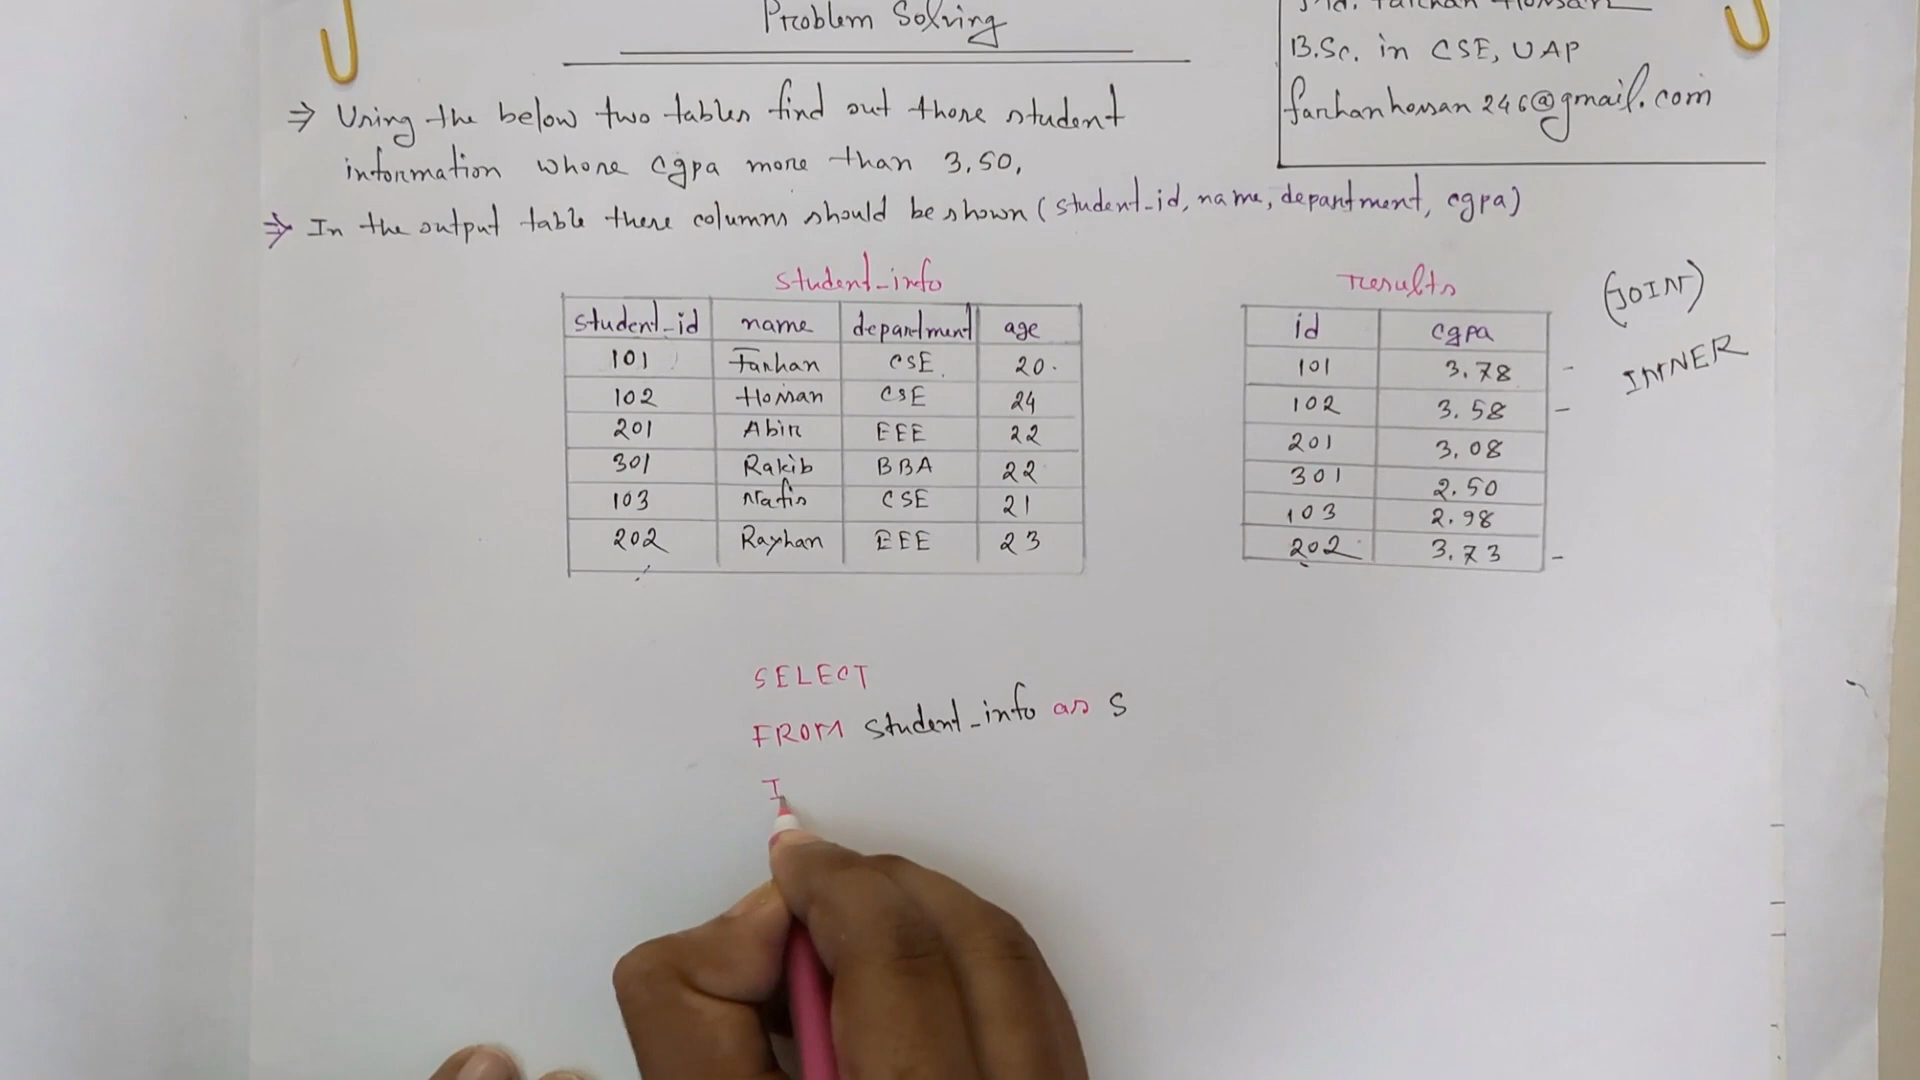 Problem Solving
B.Sc. in CSE, UAP
farhanhossan246@gmail.com
⇒ Using the below two tables find out those student
information whose cgpa more than 3.50,
⇒ In the output table these columns should be shown (student_id, name, department, cgpa)
student_info
student_id name department age
101 Farhan CSE 20
102 Hossan CSE 24
201 Abir EEE 22
301 Rakib BBA 22
103 Nafis CSE 21
202 Rayhan EEE 23
results
id cgpa
101 3.78
102 3.58
201 3.08
301 2.50
103 2.98
202 3.73
(JOIN)
INNER
SELECT
FROM student_info as S
I